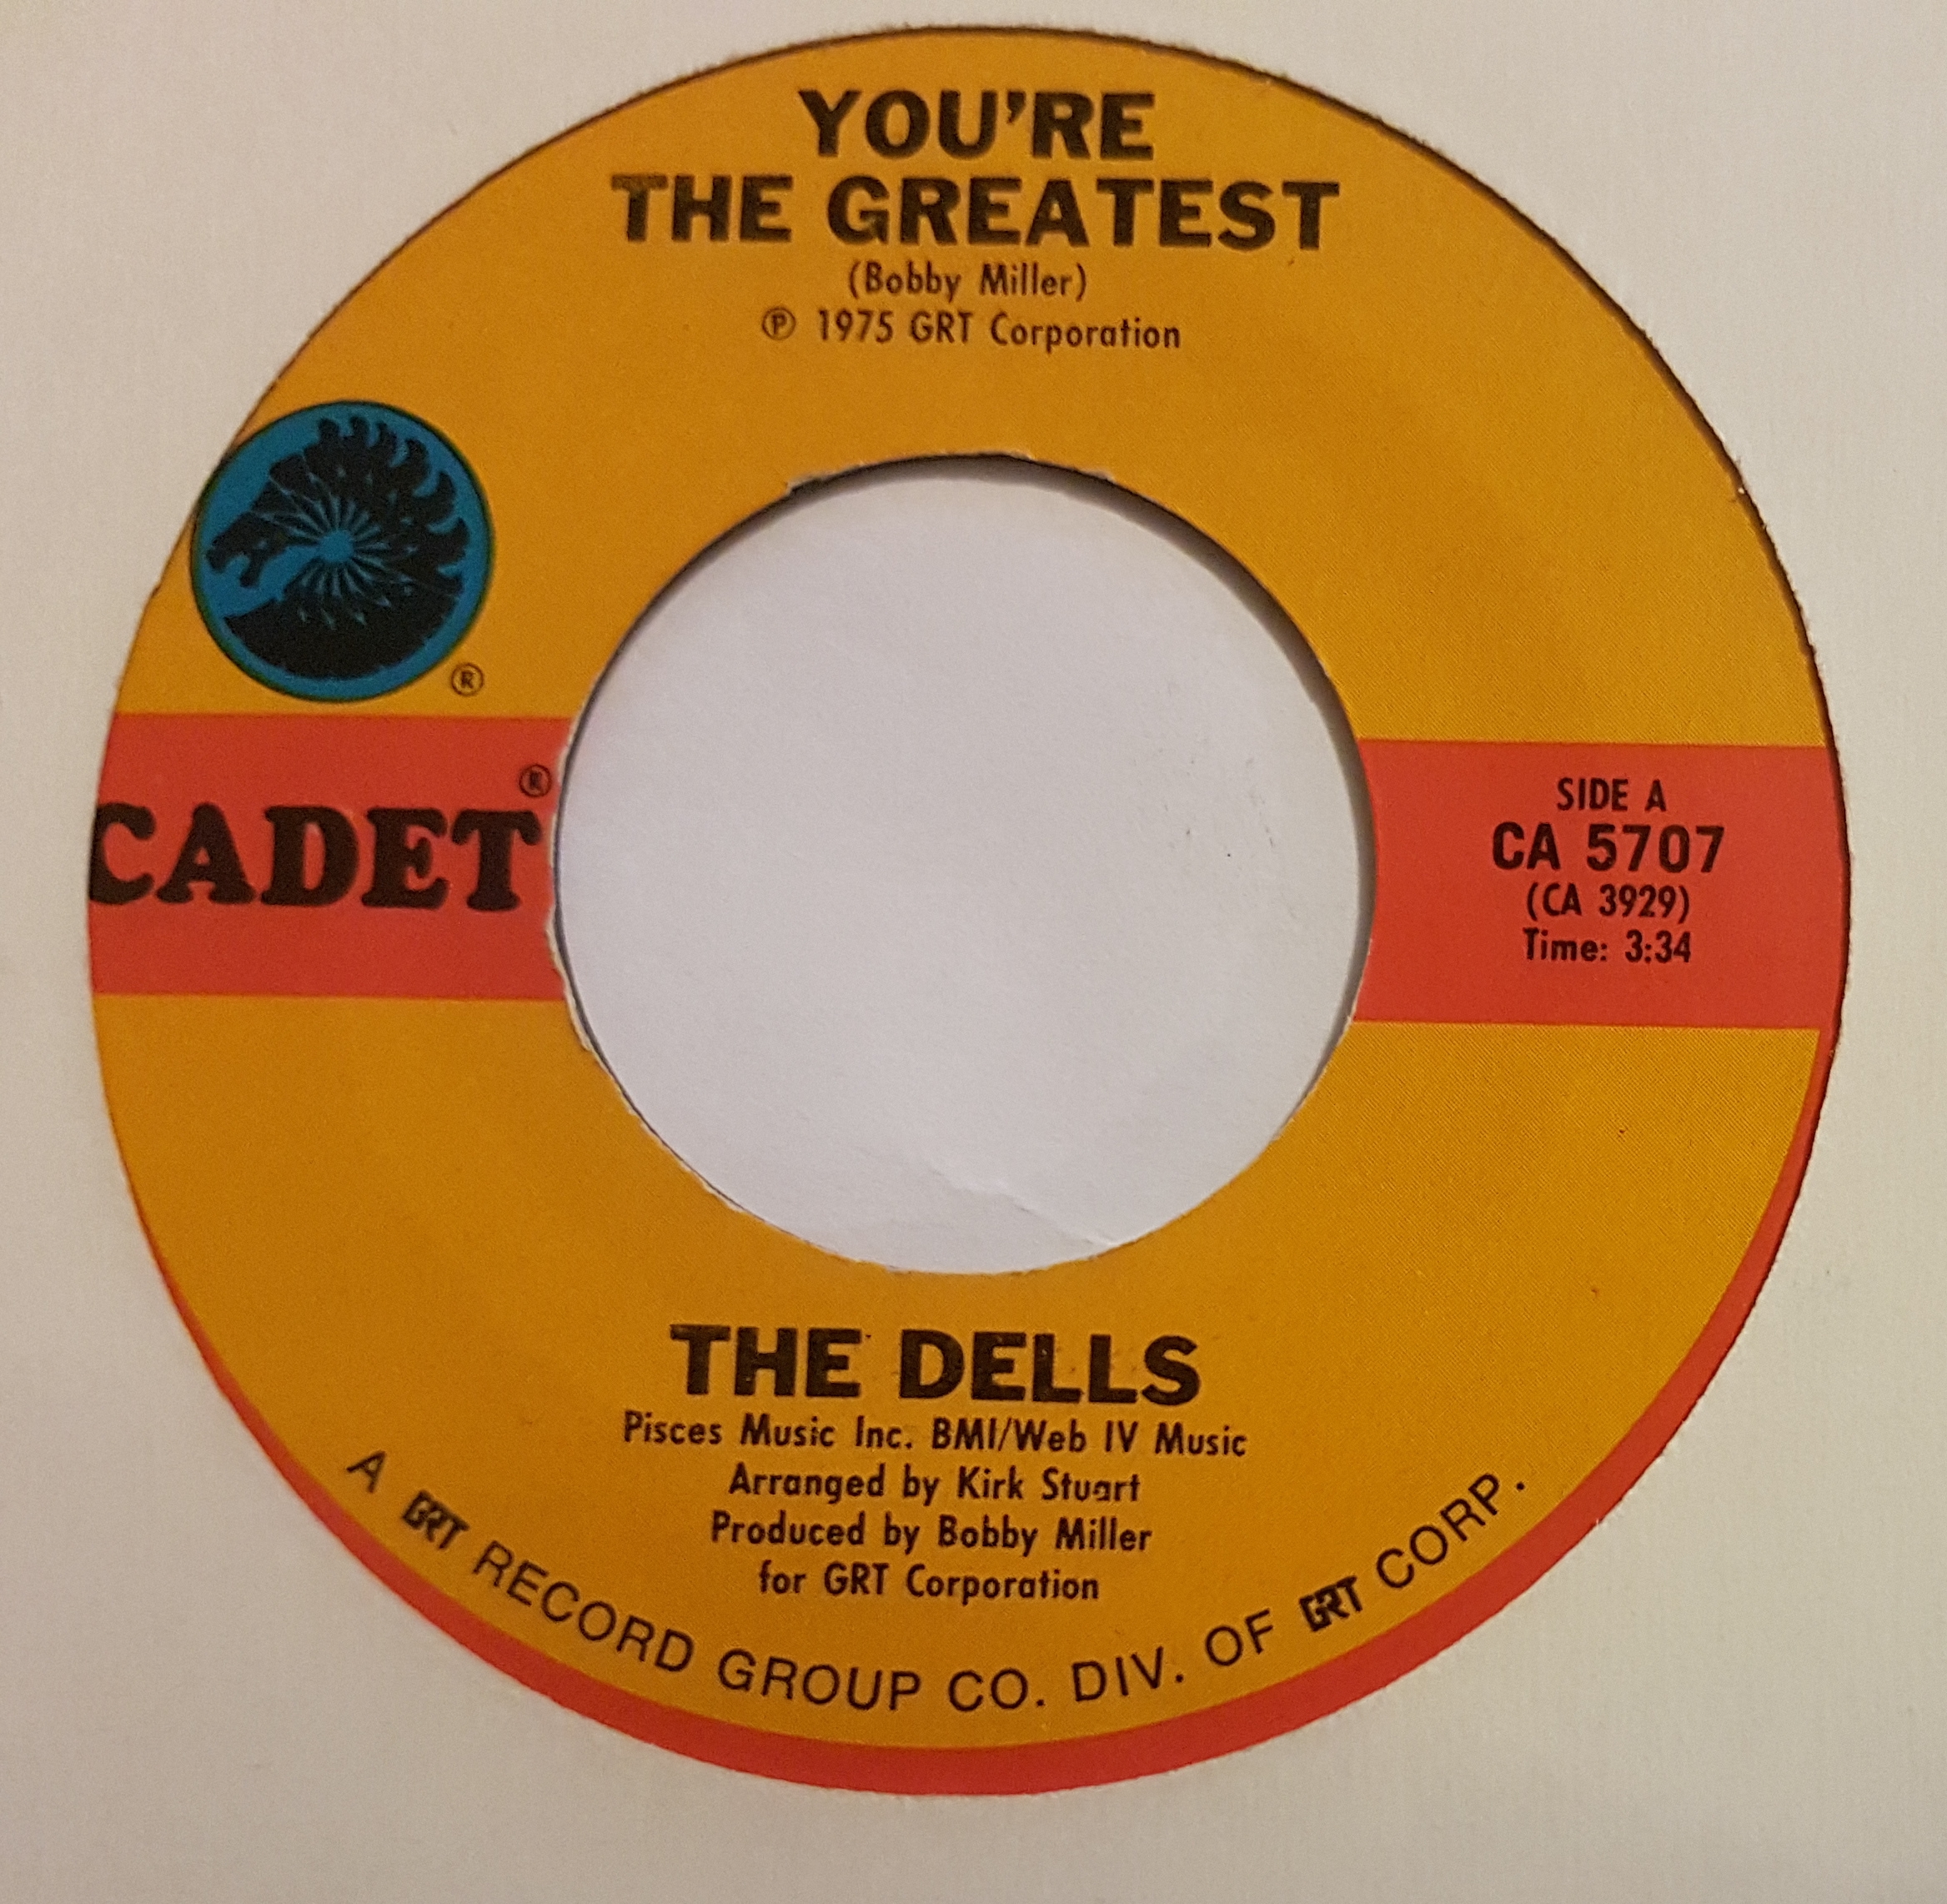 YOU'RE
THE GREATEST
(Bobby Miller)
℗ 1975 GRT Corporation
®
CADET®
SIDE A
CA 5707
(CA 3929)
Time: 3:34
THE DELLS
Pisces Music Inc. BMI/Web IV Music
Arranged by Kirk Stuart
Produced by Bobby Miller
for GRT Corporation
A GRT RECORD GROUP CO. DIV. OF GRT CORP.